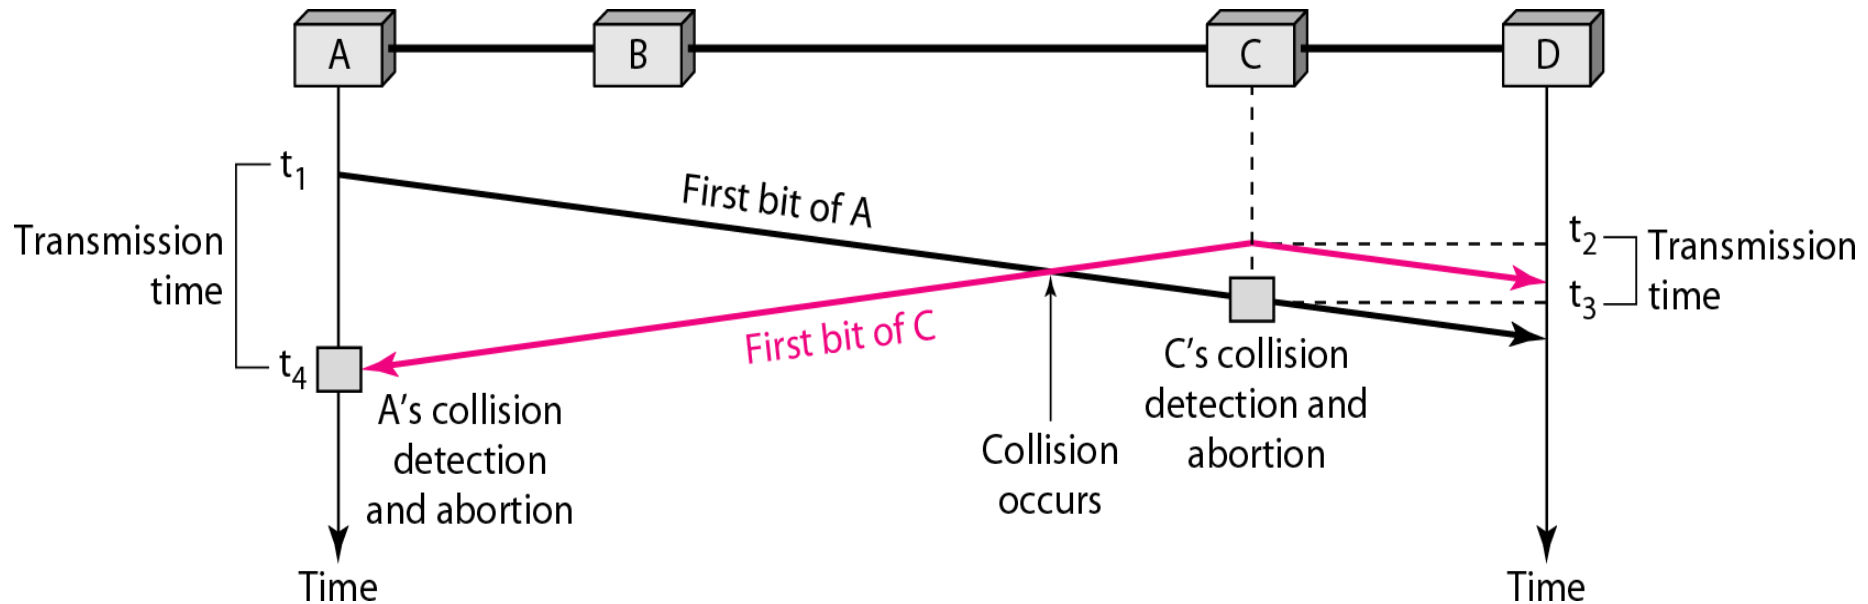 A
B
C
D
t1
First bit of A
Transmission
time
t2
Transmission
time
t3
First bit of C
t4
C's collision
detection and
abortion
A's collision
detection
and abortion
Collision
occurs
Time
Time